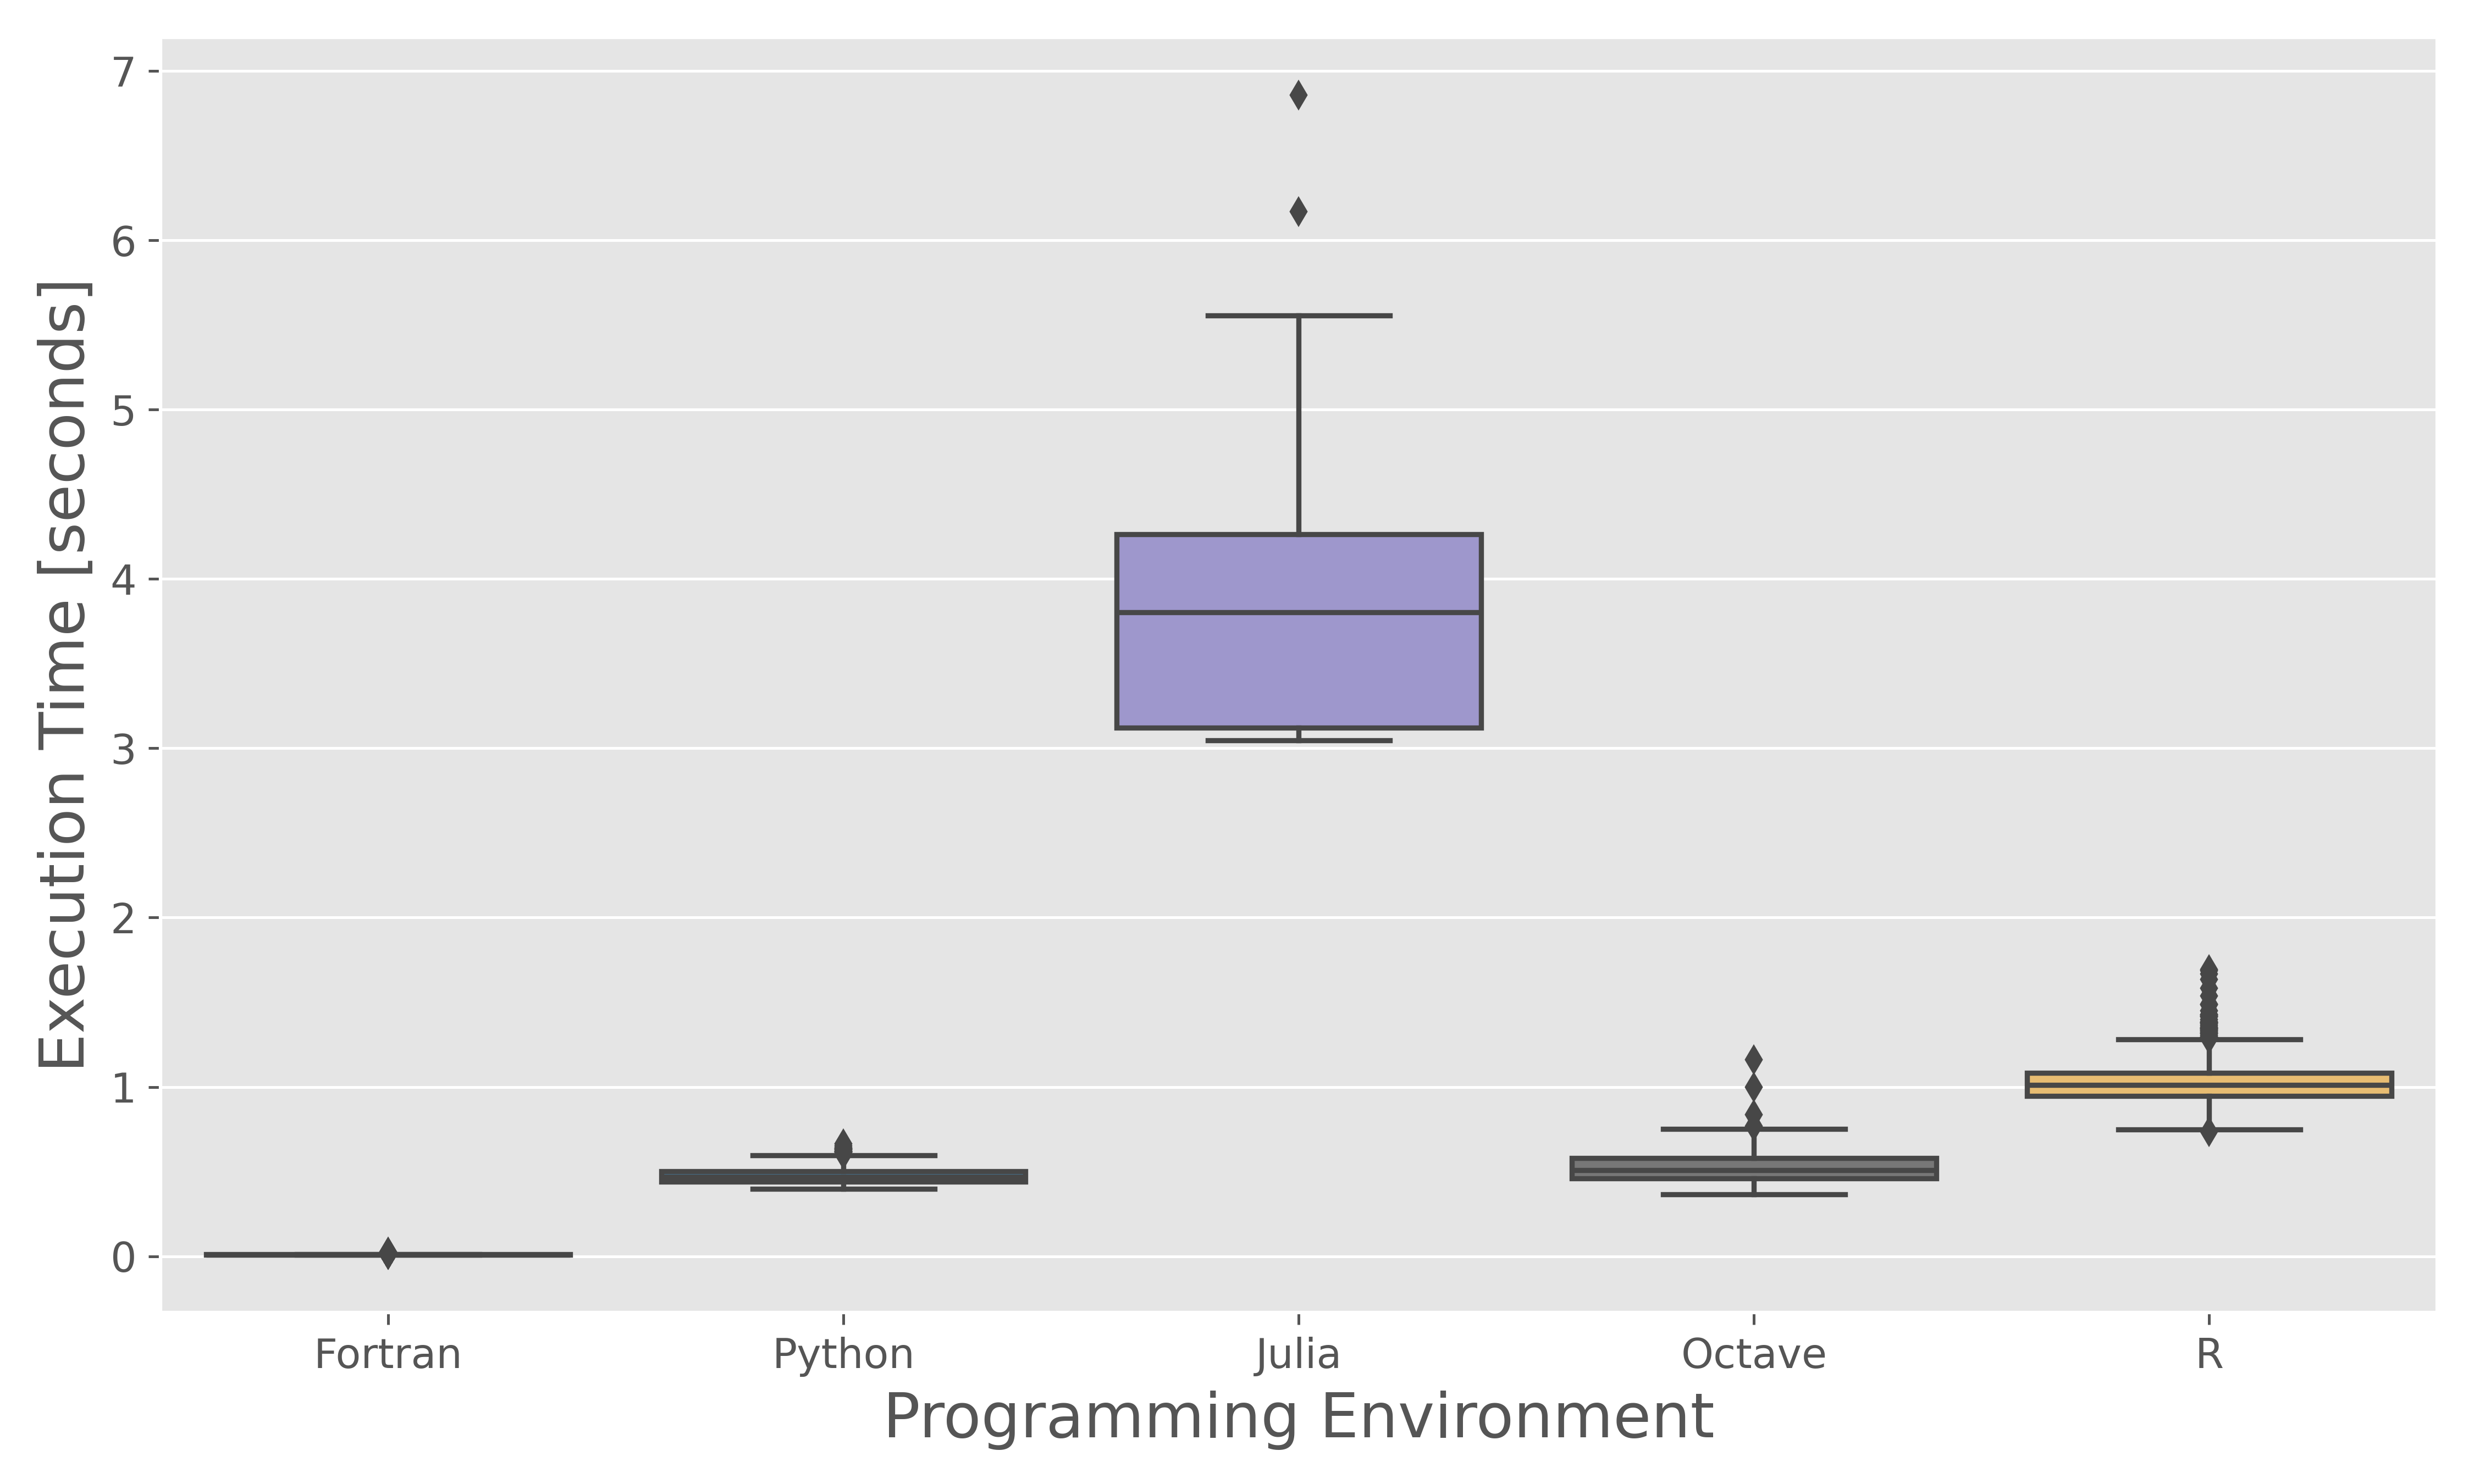 Execution Time [seconds]
7
6
5
4
3
2
1
0
Fortran Python Julia Octave R
Programming Environment